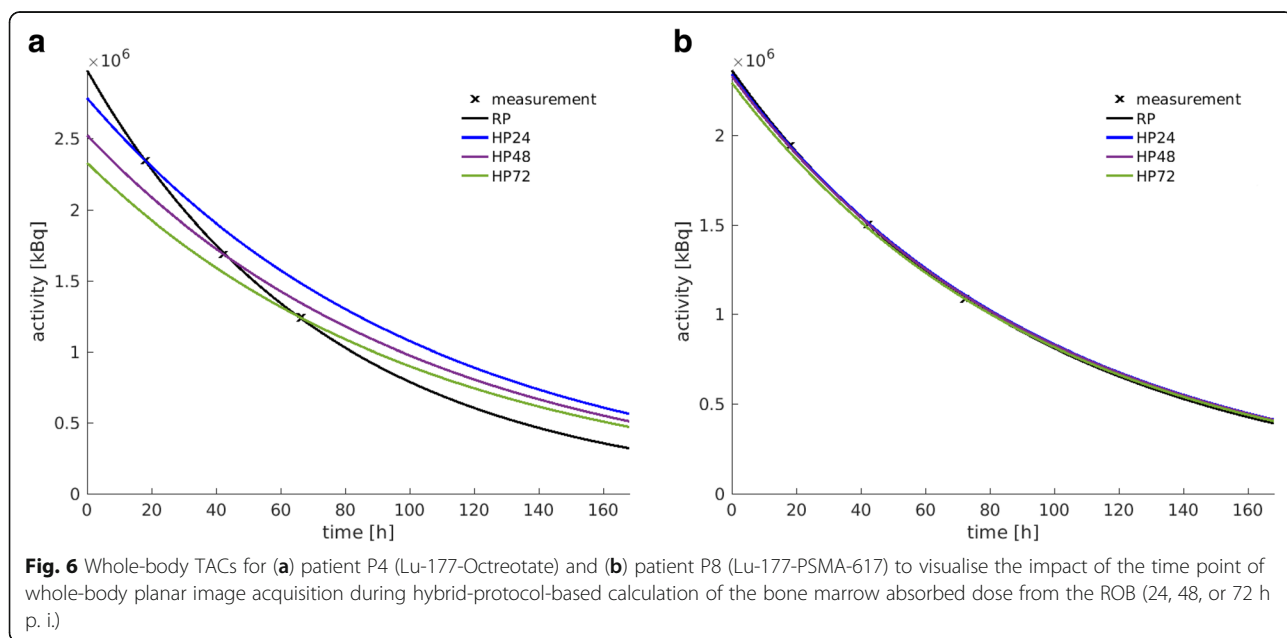 a
×10⁶
2.5
2
1.5
1
0.5
0
activity [kBq]
0 20 40 60 80 100 120 140 160
time [h]
× measurement
RP
HP24
HP48
HP72
b
×10⁶
2
1.5
1
0.5
0
activity [kBq]
0 20 40 60 80 100 120 140 160
time [h]
× measurement
RP
HP24
HP48
HP72
Fig. 6 Whole-body TACs for (a) patient P4 (Lu-177-Octreotate) and (b) patient P8 (Lu-177-PSMA-617) to visualise the impact of the time point of
whole-body planar image acquisition during hybrid-protocol-based calculation of the bone marrow absorbed dose from the ROB (24, 48, or 72 h
p. i.)